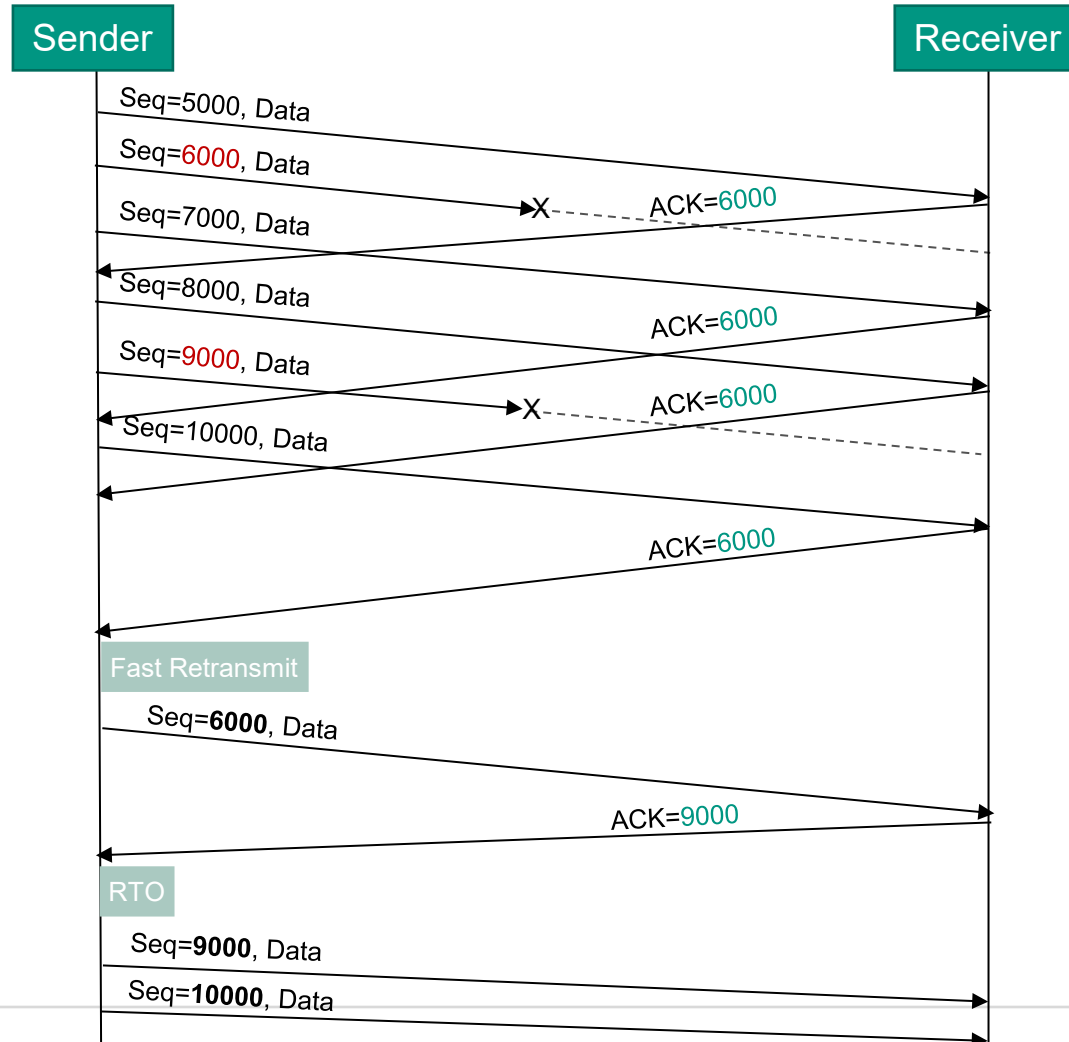 Sender
Receiver
Seq=5000, Data
Seq=6000, Data
ACK=6000
Seq=7000, Data
Seq=8000, Data
ACK=6000
Seq=9000, Data
ACK=6000
X
X
Seq=10000, Data
ACK=6000
Fast Retransmit
Seq=6000, Data
ACK=9000
RTO
Seq=9000, Data
Seq=10000, Data